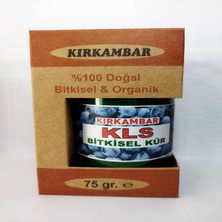 KIRKAMBAR
%100 Doğal
Bitkisel & Organik
KIRKAMBAR
KLS
BİTKİSEL KÜR
75 gr. ℮